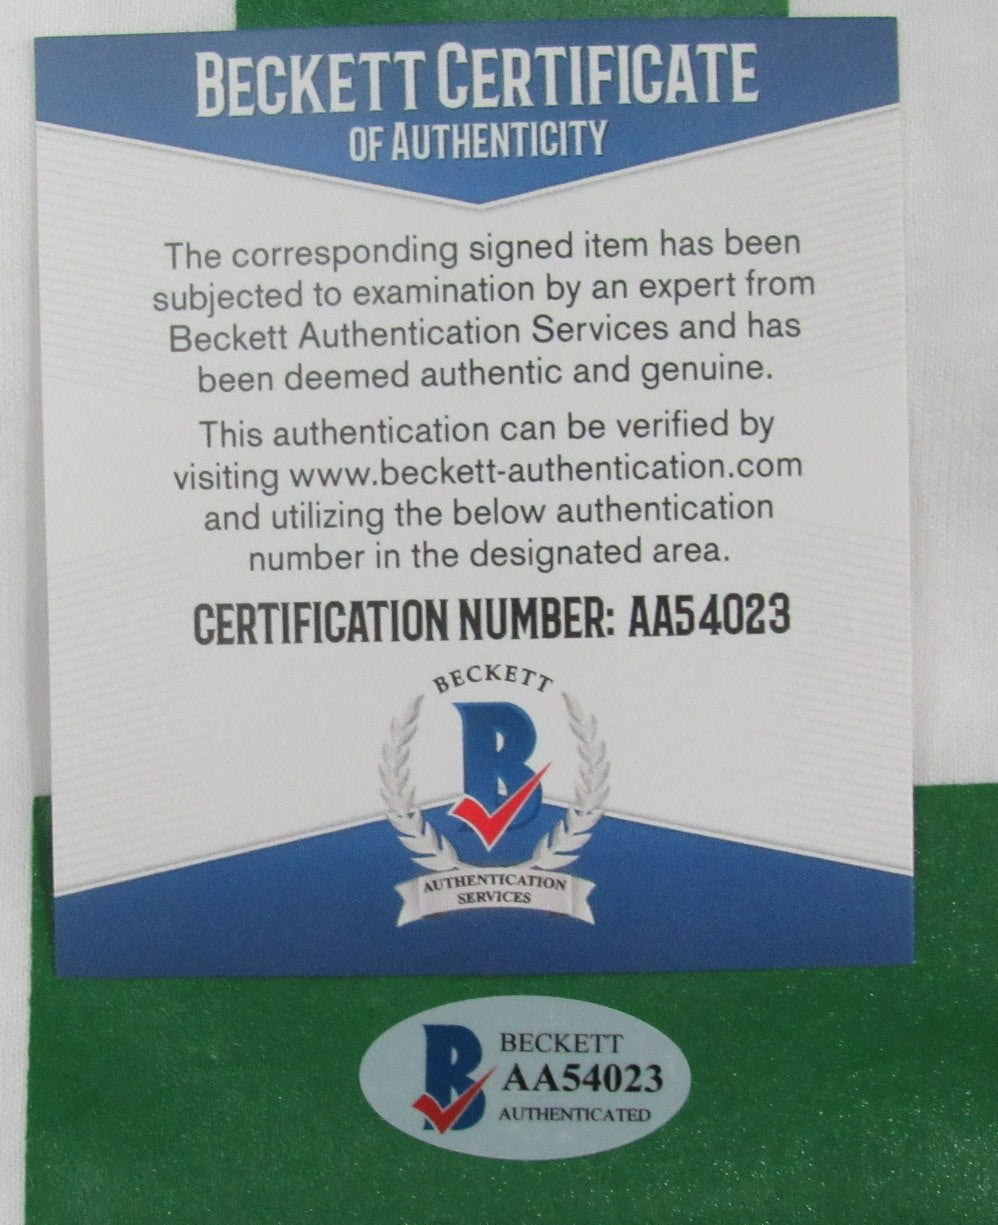 BECKETT CERTIFICATE
OF AUTHENTICITY
The corresponding signed item has been
subjected to examination by an expert from
Beckett Authentication Services and has
been deemed authentic and genuine.
This authentication can be verified by
visiting www.beckett-authentication.com
and utilizing the below authentication
number in the designated area.
CERTIFICATION NUMBER: AA54023
BECKETT
B
AUTHENTICATION
SERVICES
B
BECKETT
AA54023
AUTHENTICATED